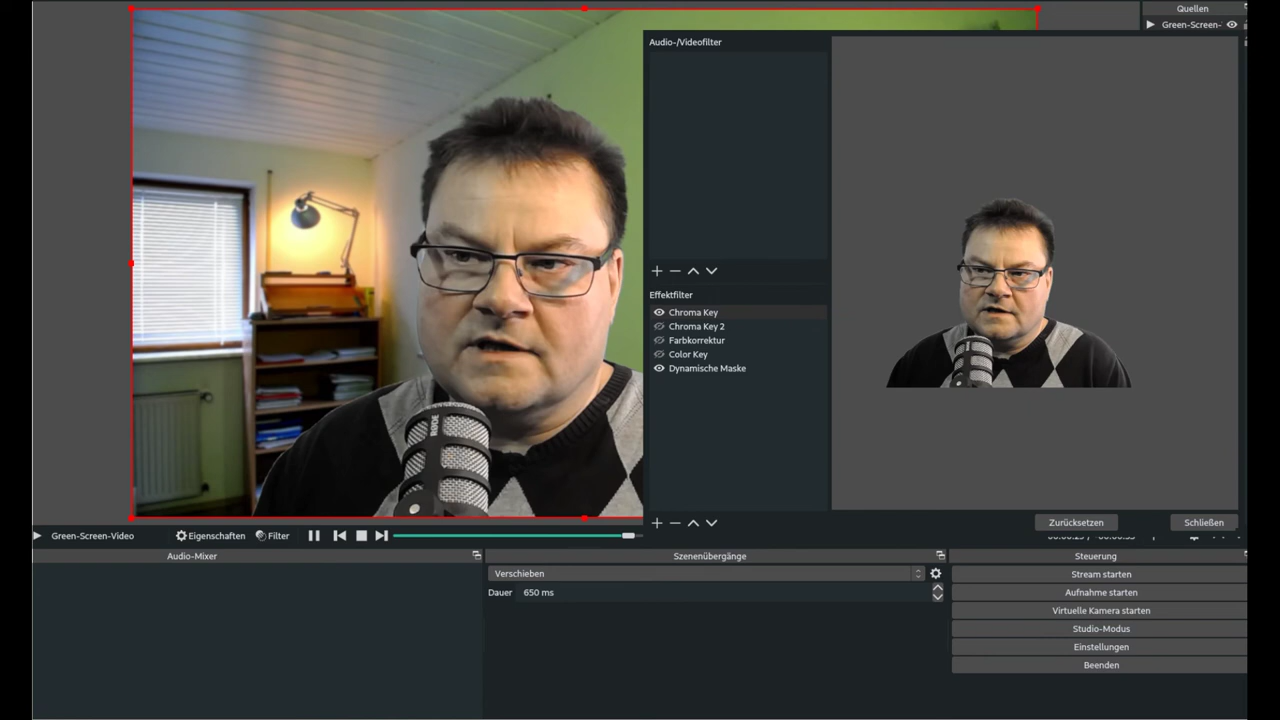 Quellen
Green-Screen-
Audio-/Videofilter
Effektfilter
Chroma Key
Chroma Key 2
Farbkorrektur
Color Key
Dynamische Maske
RØDE
Zurücksetzen
Schließen
Green-Screen-Video
Eigenschaften
Filter
Audio-Mixer
Szenenübergänge
Steuerung
Verschieben
Dauer
650 ms
Stream starten
Aufnahme starten
Virtuelle Kamera starten
Studio-Modus
Einstellungen
Beenden